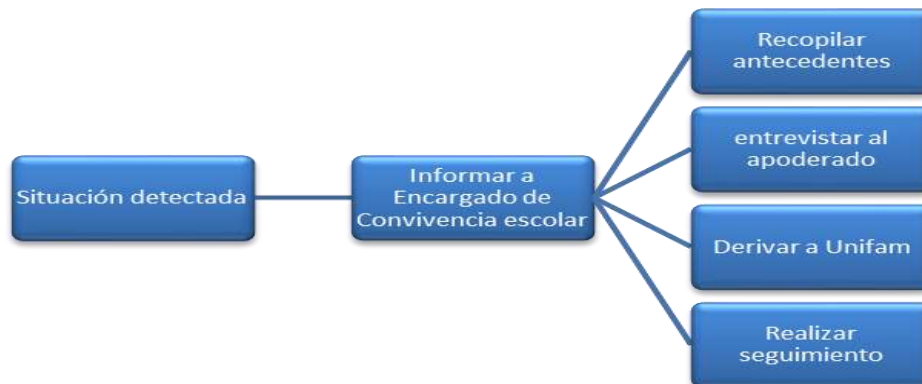 Situación detectada
Informar a
Encargado de
Convivencia escolar
Recopilar
antecedentes
entrevistar al
apoderado
Derivar a Unifam
Realizar
seguimiento